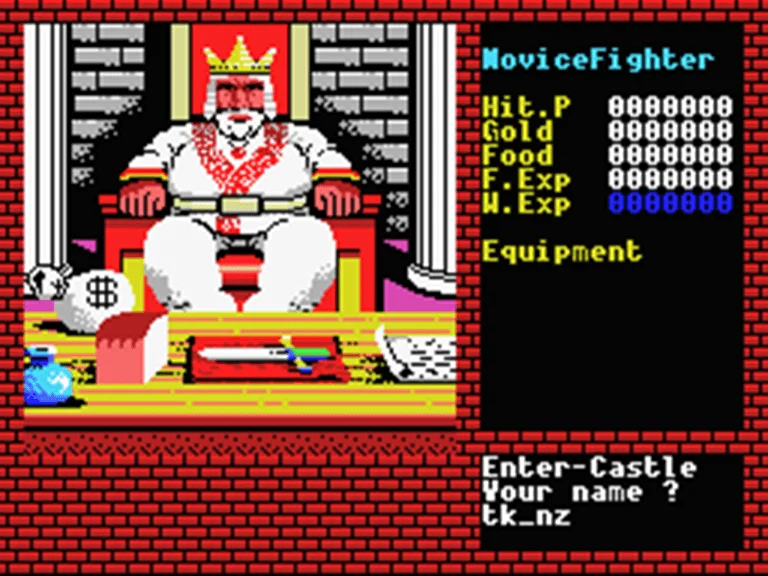 NoviceFighter
Hit.P 0000000
Gold 0000000
Food 0000000
F.Exp 0000000
W.Exp 0000000
Equipment
Enter-Castle
Your name ?
tk_nz